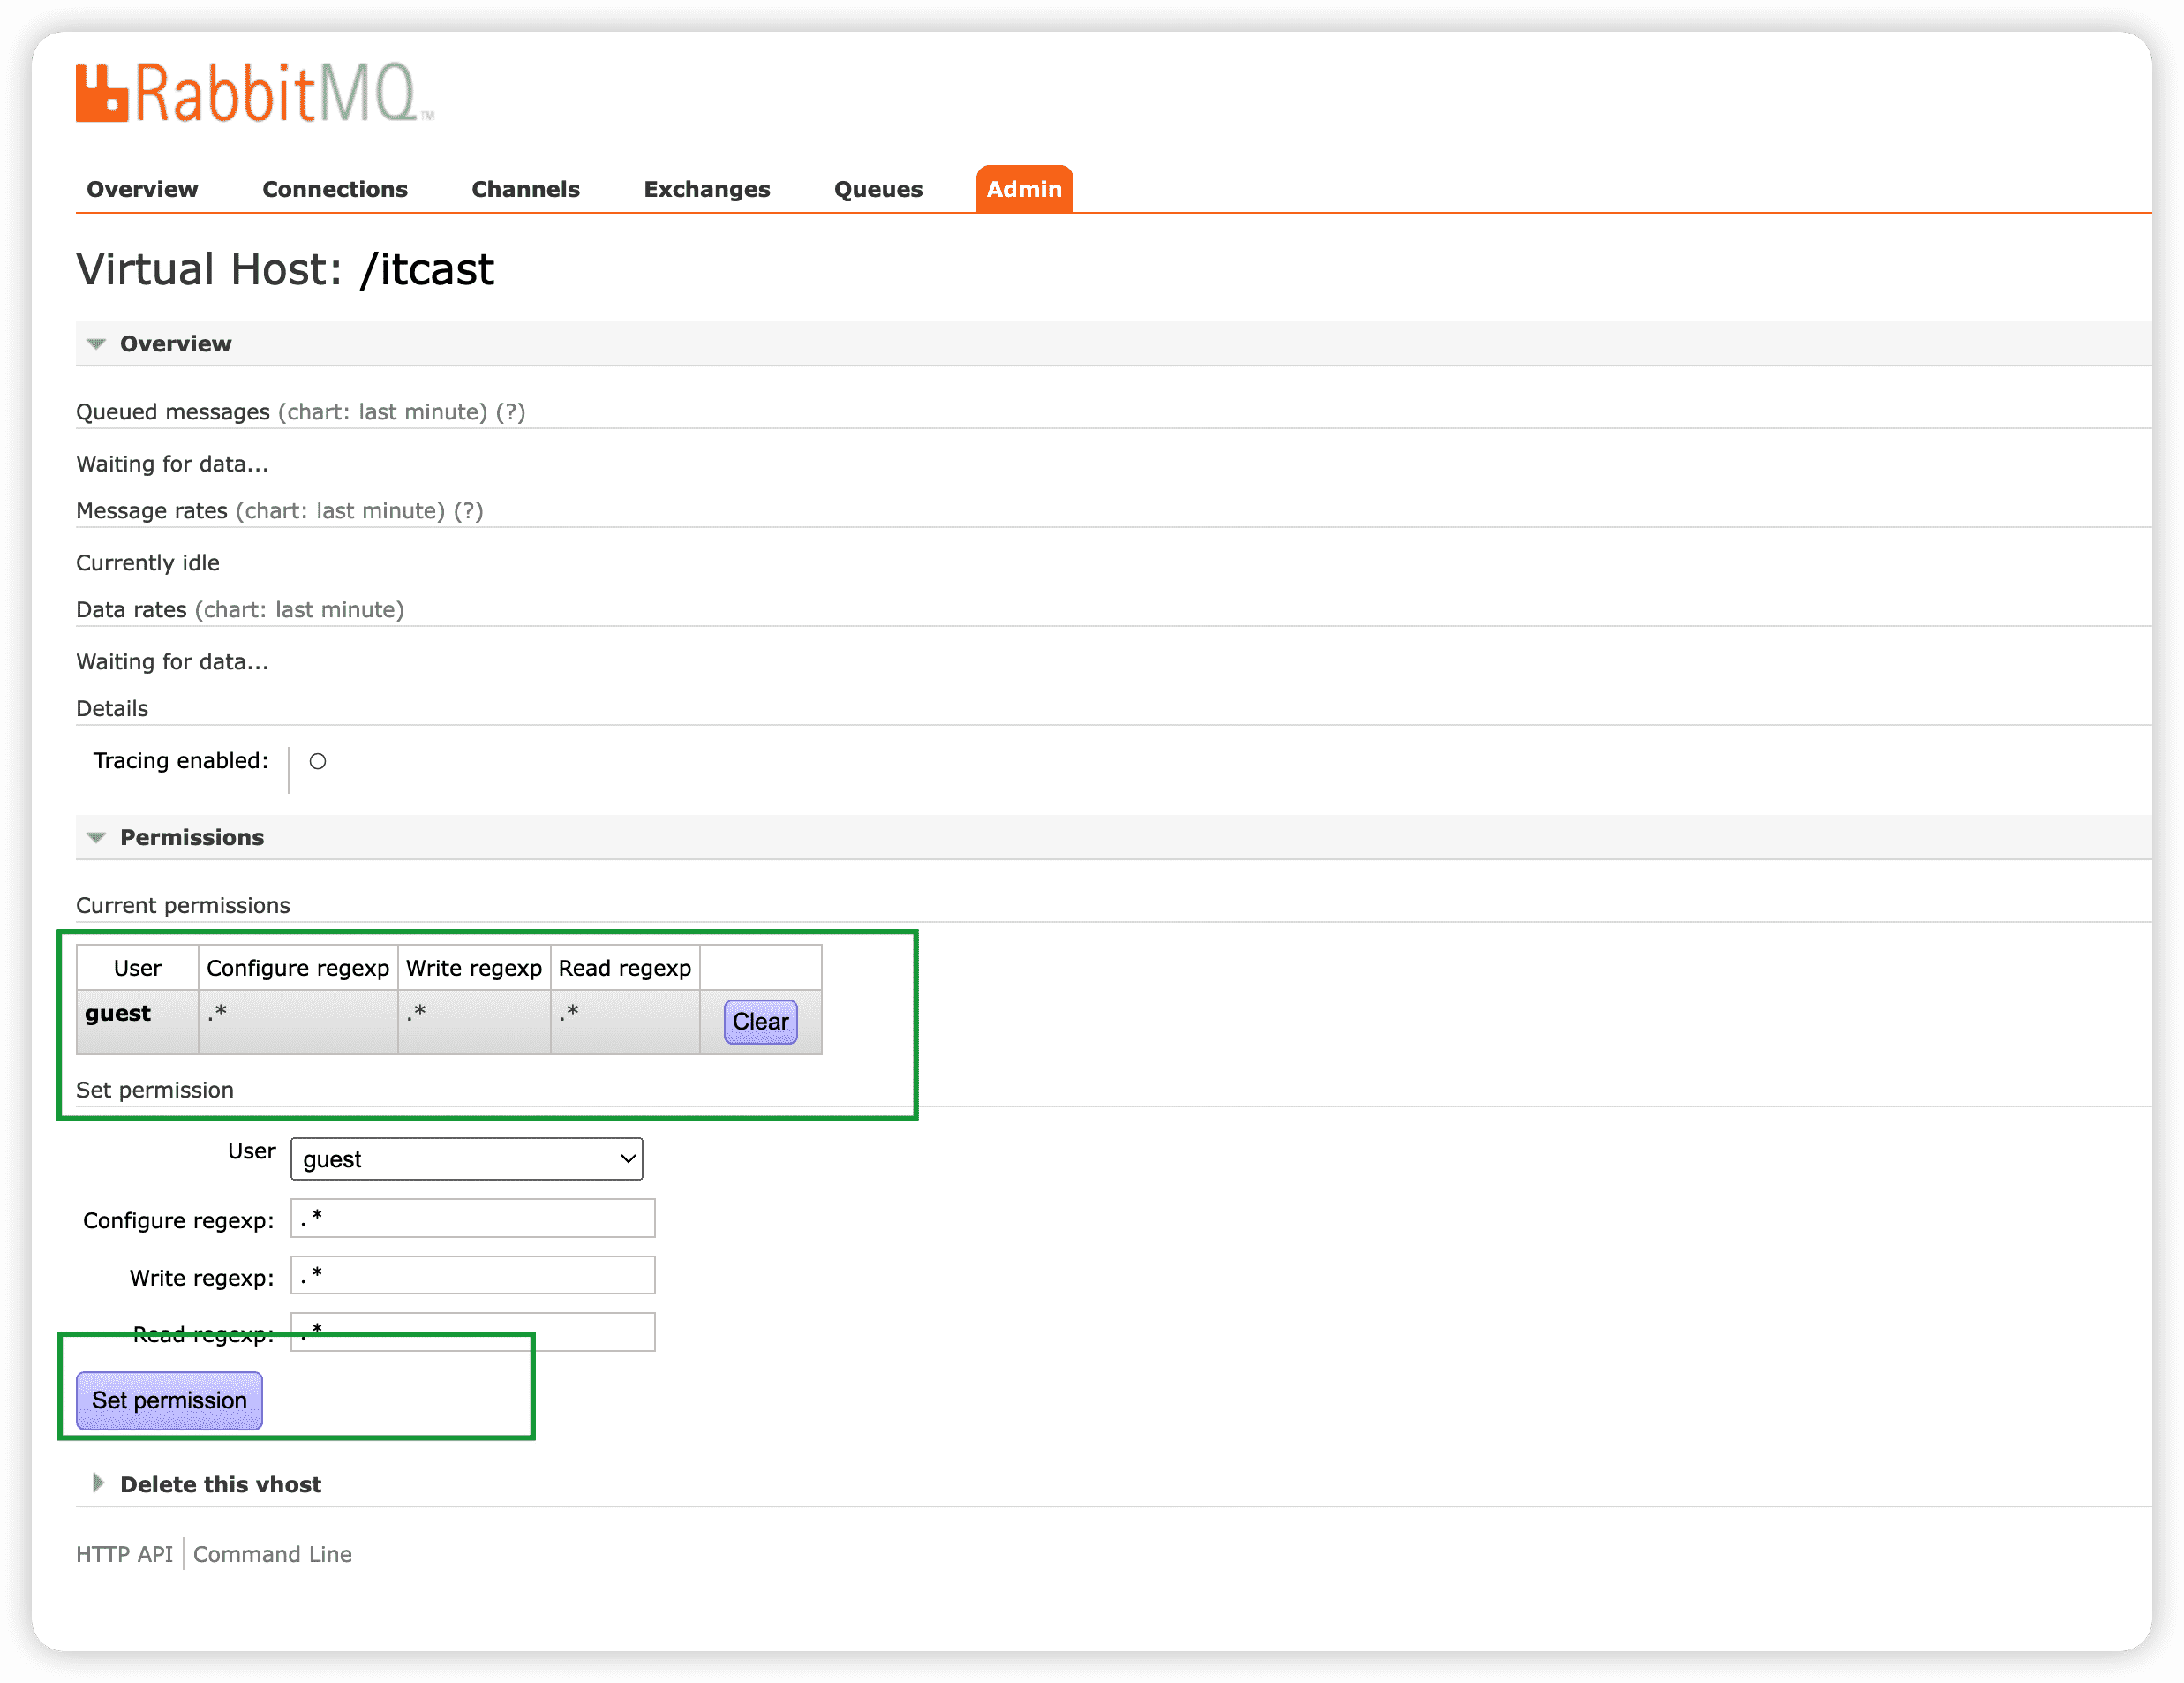 RabbitMQ™
Overview Connections Channels Exchanges Queues Admin
Virtual Host: /itcast
Overview
Queued messages (chart: last minute) (?)
Waiting for data...
Message rates (chart: last minute) (?)
Currently idle
Data rates (chart: last minute)
Waiting for data...
Details
Tracing enabled: ○
Permissions
Current permissions
User Configure regexp Write regexp Read regexp
guest .* .* .* Clear
Set permission
User guest
Configure regexp: .*
Write regexp: .*
Read regexp: .*
Set permission
Delete this vhost
HTTP API Command Line